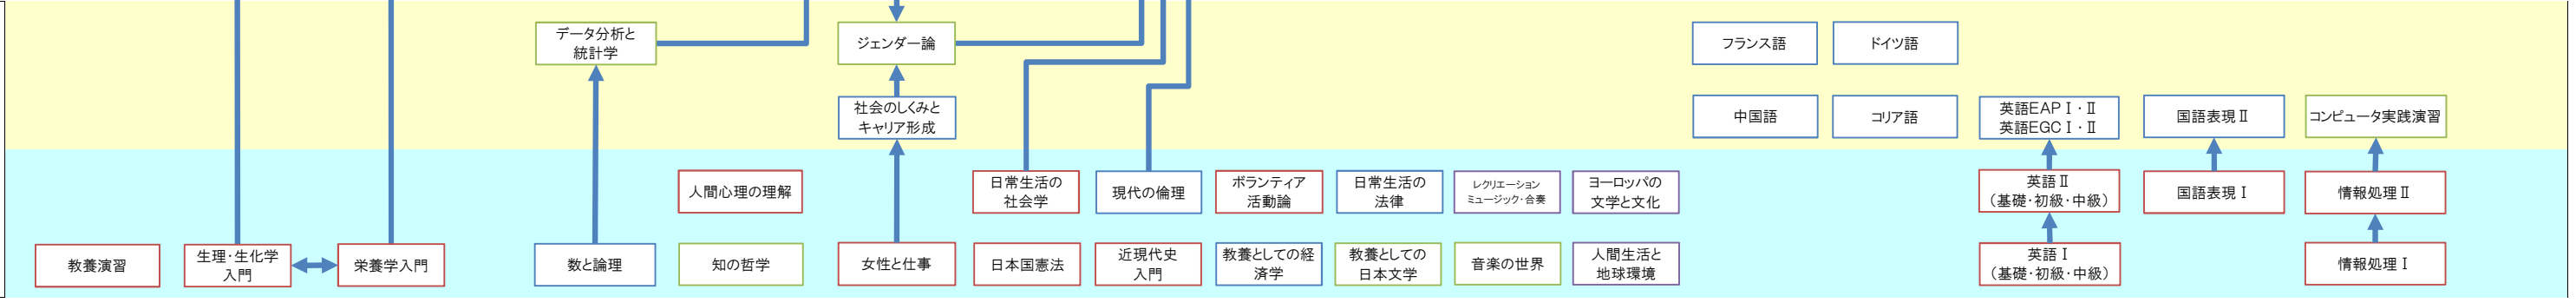 データ分析と
統計学
ジェンダー論
フランス語
ドイツ語
社会のしくみと
キャリア形成
中国語
コリア語
英語EAPⅠ・Ⅱ
英語EGCⅠ・Ⅱ
国語表現Ⅱ
コンピュータ実践演習
人間心理の理解
日常生活の
社会学
現代の倫理
ボランティア
活動論
日常生活の
法律
レクリエーション
ミュージック・合奏
ヨーロッパの
文学と文化
英語Ⅱ
（基礎・初級・中級）
国語表現Ⅰ
情報処理Ⅱ
教養演習
生理・生化学
入門
栄養学入門
数と論理
知の哲学
女性と仕事
日本国憲法
近現代史
入門
教養としての経
済学
教養としての
日本文学
音楽の世界
人間生活と
地球環境
英語Ⅰ
（基礎・初級・中級）
情報処理Ⅰ